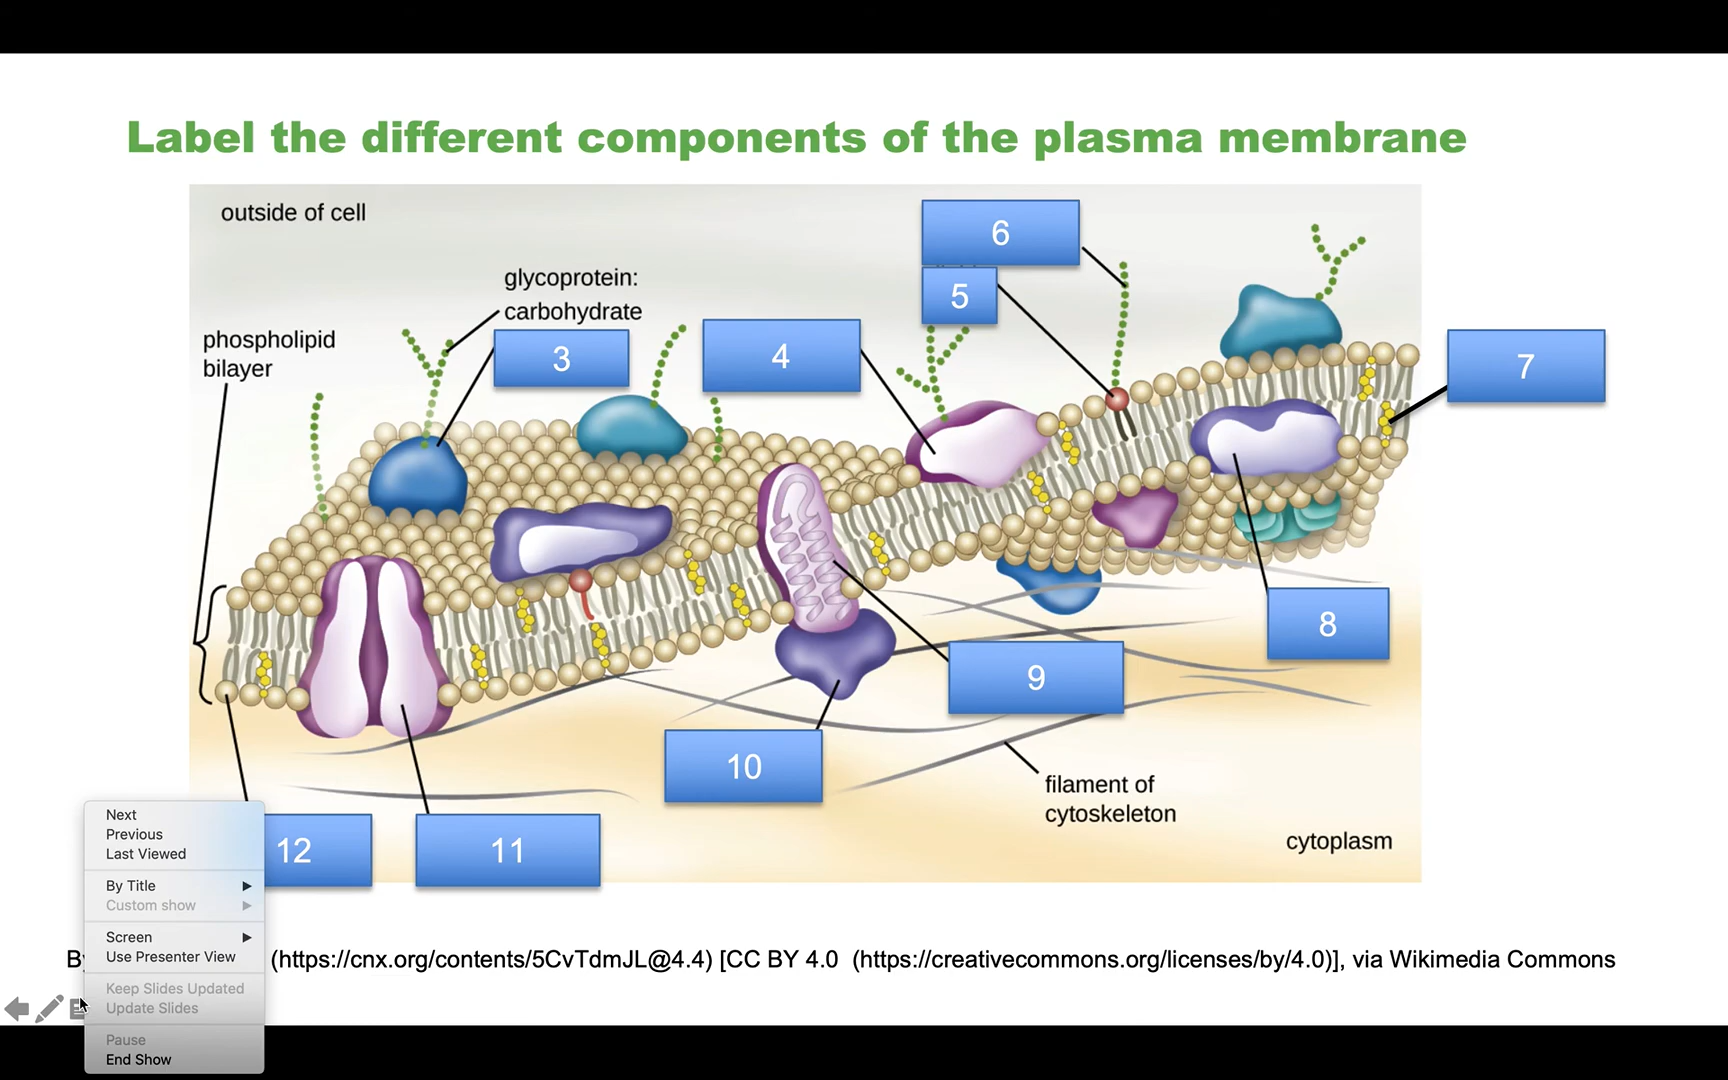 Label the different components of the plasma membrane
outside of cell
6
glycoprotein:
carbohydrate
5
phospholipid
bilayer
3
4
7
8
9
10
filament of
cytoskeleton
cytoplasm
12
11
Next
Previous
Last Viewed
By Title
Custom show
Screen
Use Presenter View
Keep Slides Updated
Update Slides
Pause
End Show
(https://cnx.org/contents/5CvTdmJL@4.4) [CC BY 4.0 (https://creativecommons.org/licenses/by/4.0)], via Wikimedia Commons